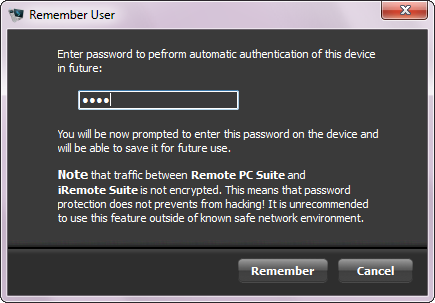 Remember User
Enter password to pefrorm automatic authentication of this device
in future:
••••
You will be now prompted to enter this password on the device and
will be able to save it for future use.
Note that traffic between Remote PC Suite and
iRemote Suite is not encrypted. This means that password
protection does not prevents from hacking! It is unrecommended
to use this feature outside of known safe network environment.
Remember Cancel